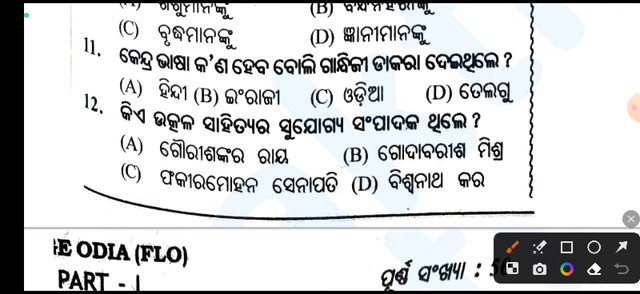 (C) ବୃଦ୍ଧମାନଙ୍କୁ (D) ଜ୍ଞାନୀମାନଙ୍କୁ
11. କେନ୍ଦ୍ର ଭାଷା କ'ଣ ହେବ ବୋଲି ଗାନ୍ଧିଜୀ ଡାକରା ଦେଇଥିଲେ ?
(A) ହିନ୍ଦୀ (B) ଇଂରାଜୀ (C) ଓଡ଼ିଆ (D) ତେଲଗୁ
12. କିଏ ଉତ୍କଳ ସାହିତ୍ୟର ସୁଯୋଗ୍ୟ ସଂପାଦକ ଥିଲେ ?
(A) ଗୌରୀଶଙ୍କର ରାୟ (B) ଗୋଦାବରୀଶ ମିଶ୍ର
(C) ଫକୀରମୋହନ ସେନାପତି (D) ବିଶ୍ୱନାଥ କର
E ODIA (FLO)
PART - I
ପୂର୍ଣ୍ଣ ସଂଖ୍ୟା :